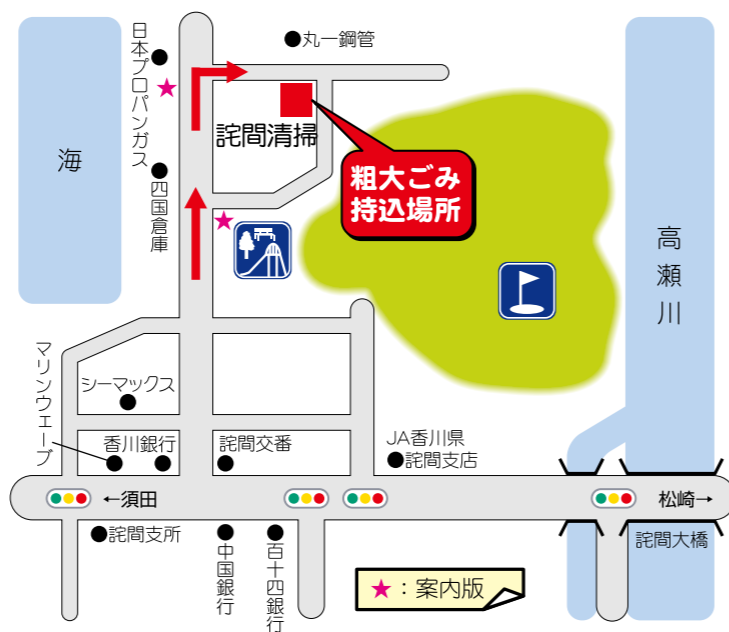 日本プロパンガス
丸一鋼管
詫間清掃
粗大ごみ
持込場所
海
四国倉庫
高瀬川
マリンウェーブ
シーマックス
香川銀行
詫間交番
JA香川県
詫間支店
←須田
松崎→
詫間支所
中国銀行
百十四銀行
詫間大橋
★：案内版